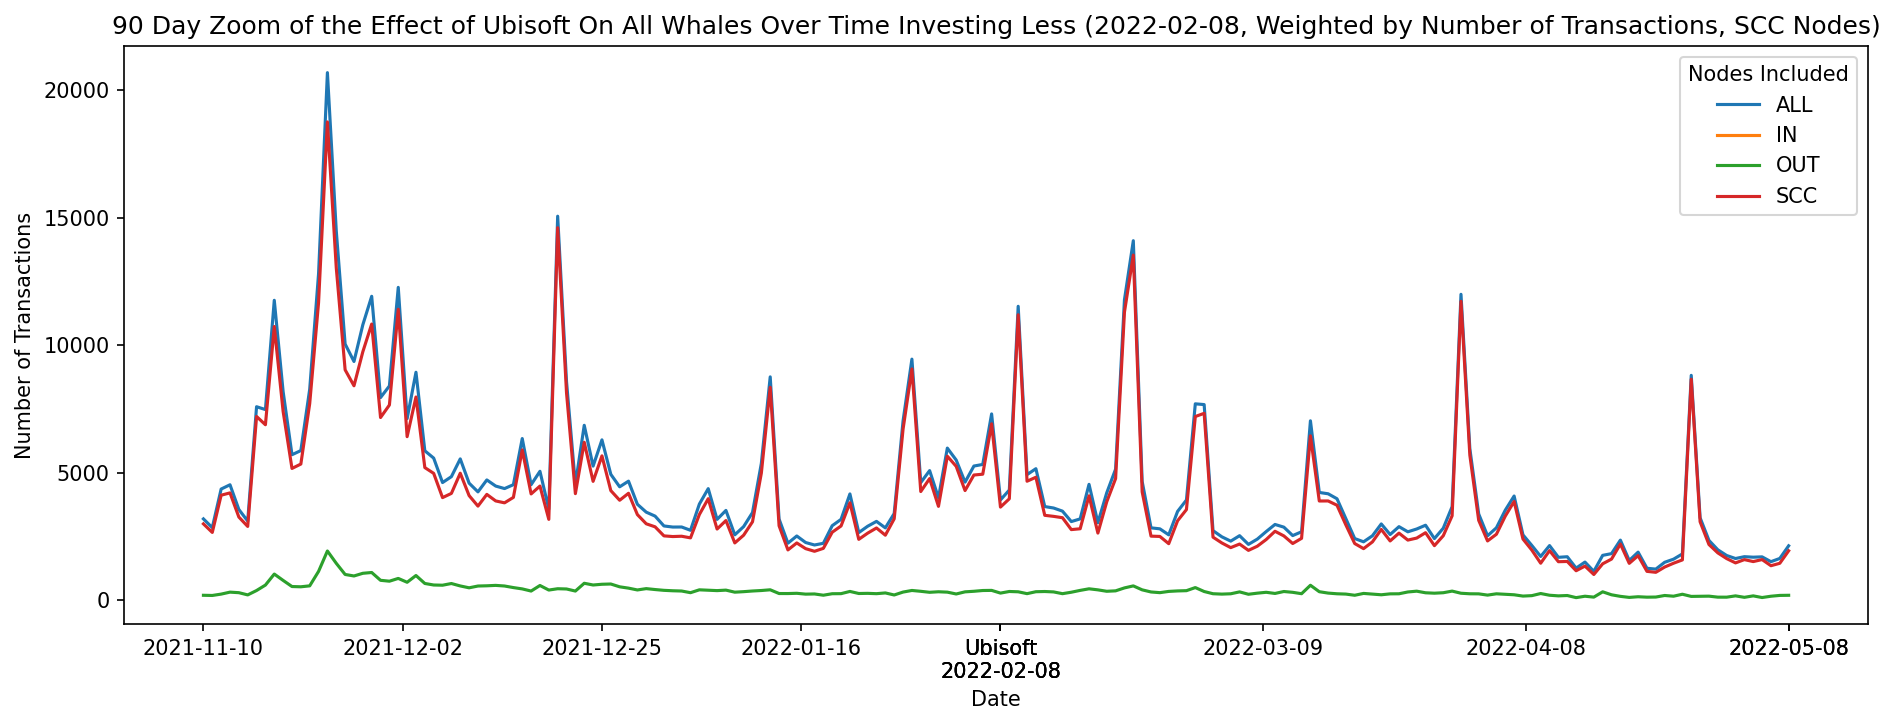 90 Day Zoom of the Effect of Ubisoft On All Whales Over Time Investing Less (2022-02-08, Weighted by Number of Transactions, SCC Nodes)
Nodes Included
ALL
IN
OUT
SCC
Number of Transactions
20000
15000
10000
5000
0
2021-11-10 2021-12-02 2021-12-25 2022-01-16 Ubisoft 2022-03-09 2022-04-08 2022-05-08
2022-02-08
Date